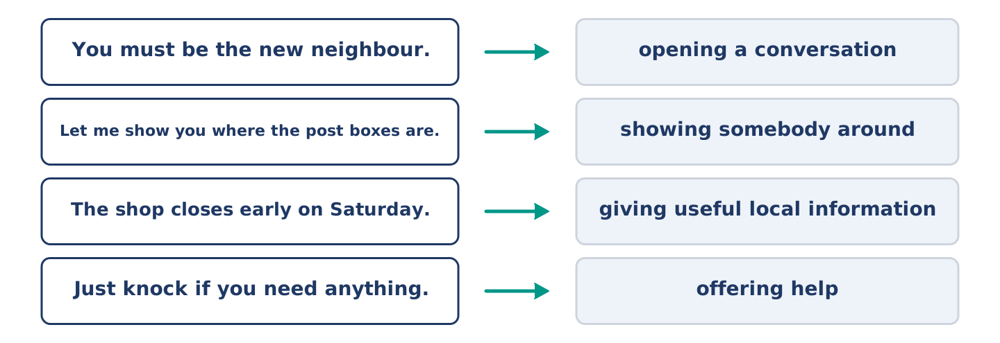 You must be the new neighbour.
opening a conversation
Let me show you where the post boxes are.
showing somebody around
The shop closes early on Saturday.
giving useful local information
Just knock if you need anything.
offering help